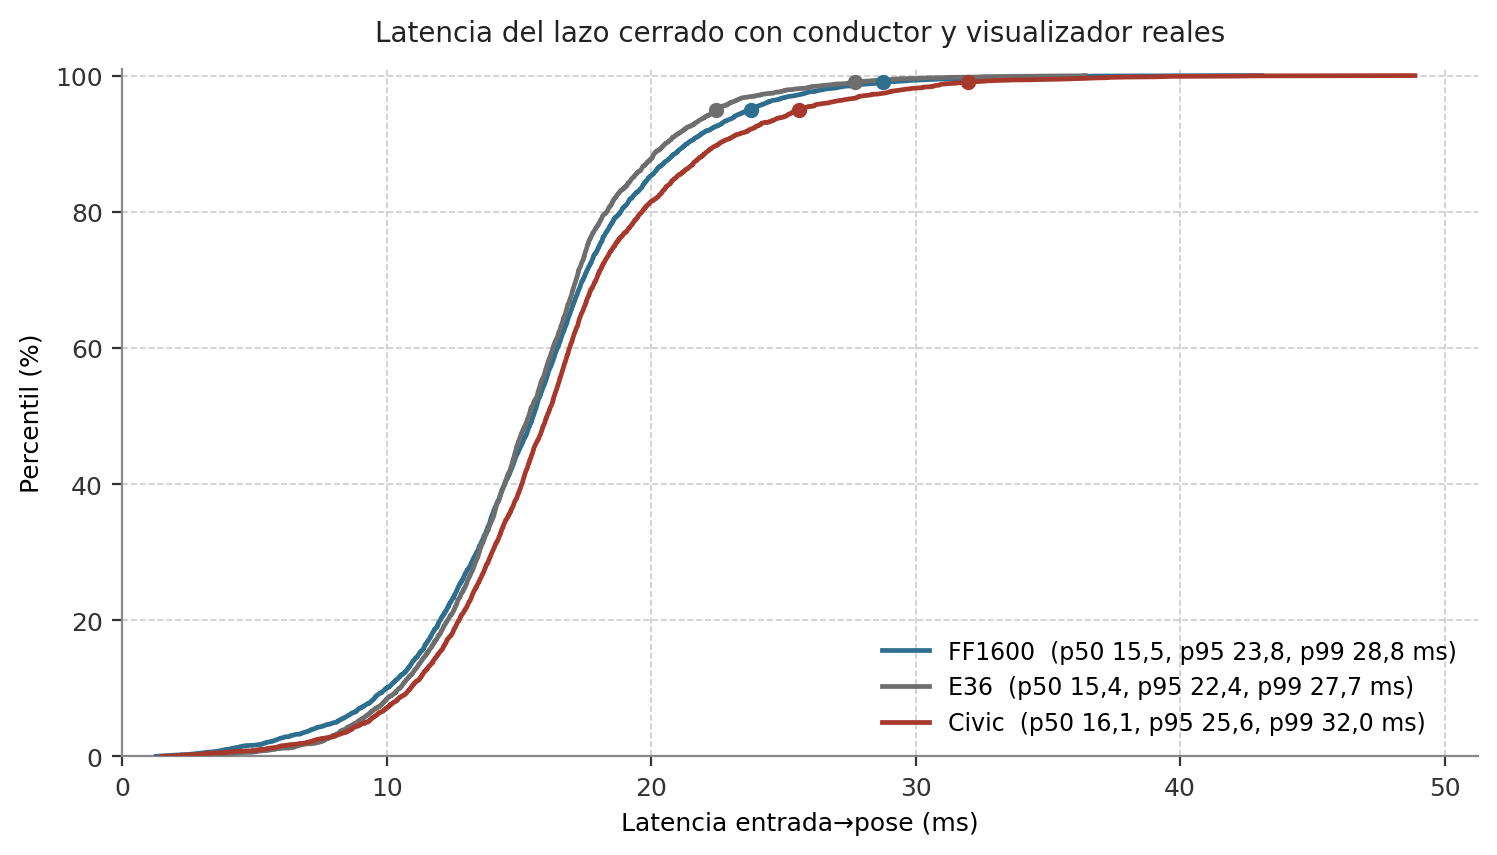 Latencia del lazo cerrado con conductor y visualizador reales
Percentil (%)
100
80
60
40
20
0
FF1600 (p50 15,5, p95 23,8, p99 28,8 ms)
E36 (p50 15,4, p95 22,4, p99 27,7 ms)
Civic (p50 16,1, p95 25,6, p99 32,0 ms)
0 10 20 30 40 50
Latencia entrada→pose (ms)